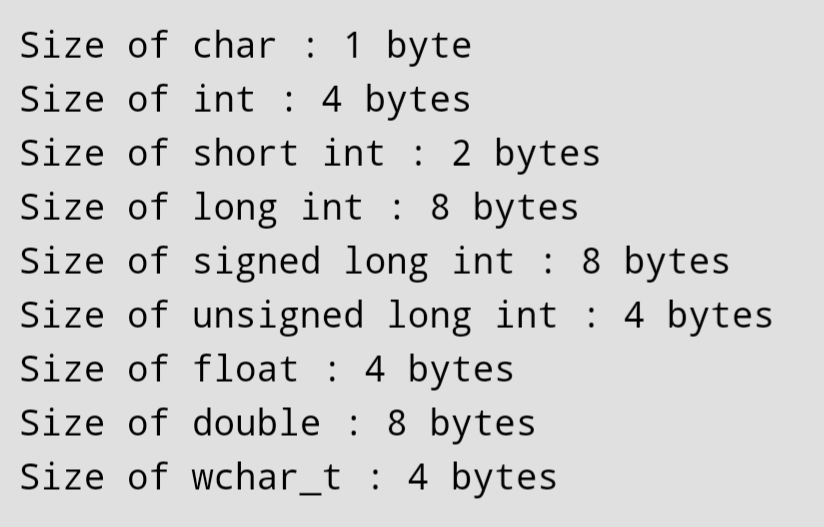 Size of char : 1 byte
Size of int : 4 bytes
Size of short int : 2 bytes
Size of long int : 8 bytes
Size of signed long int : 8 bytes
Size of unsigned long int : 4 bytes
Size of float : 4 bytes
Size of double : 8 bytes
Size of wchar_t : 4 bytes